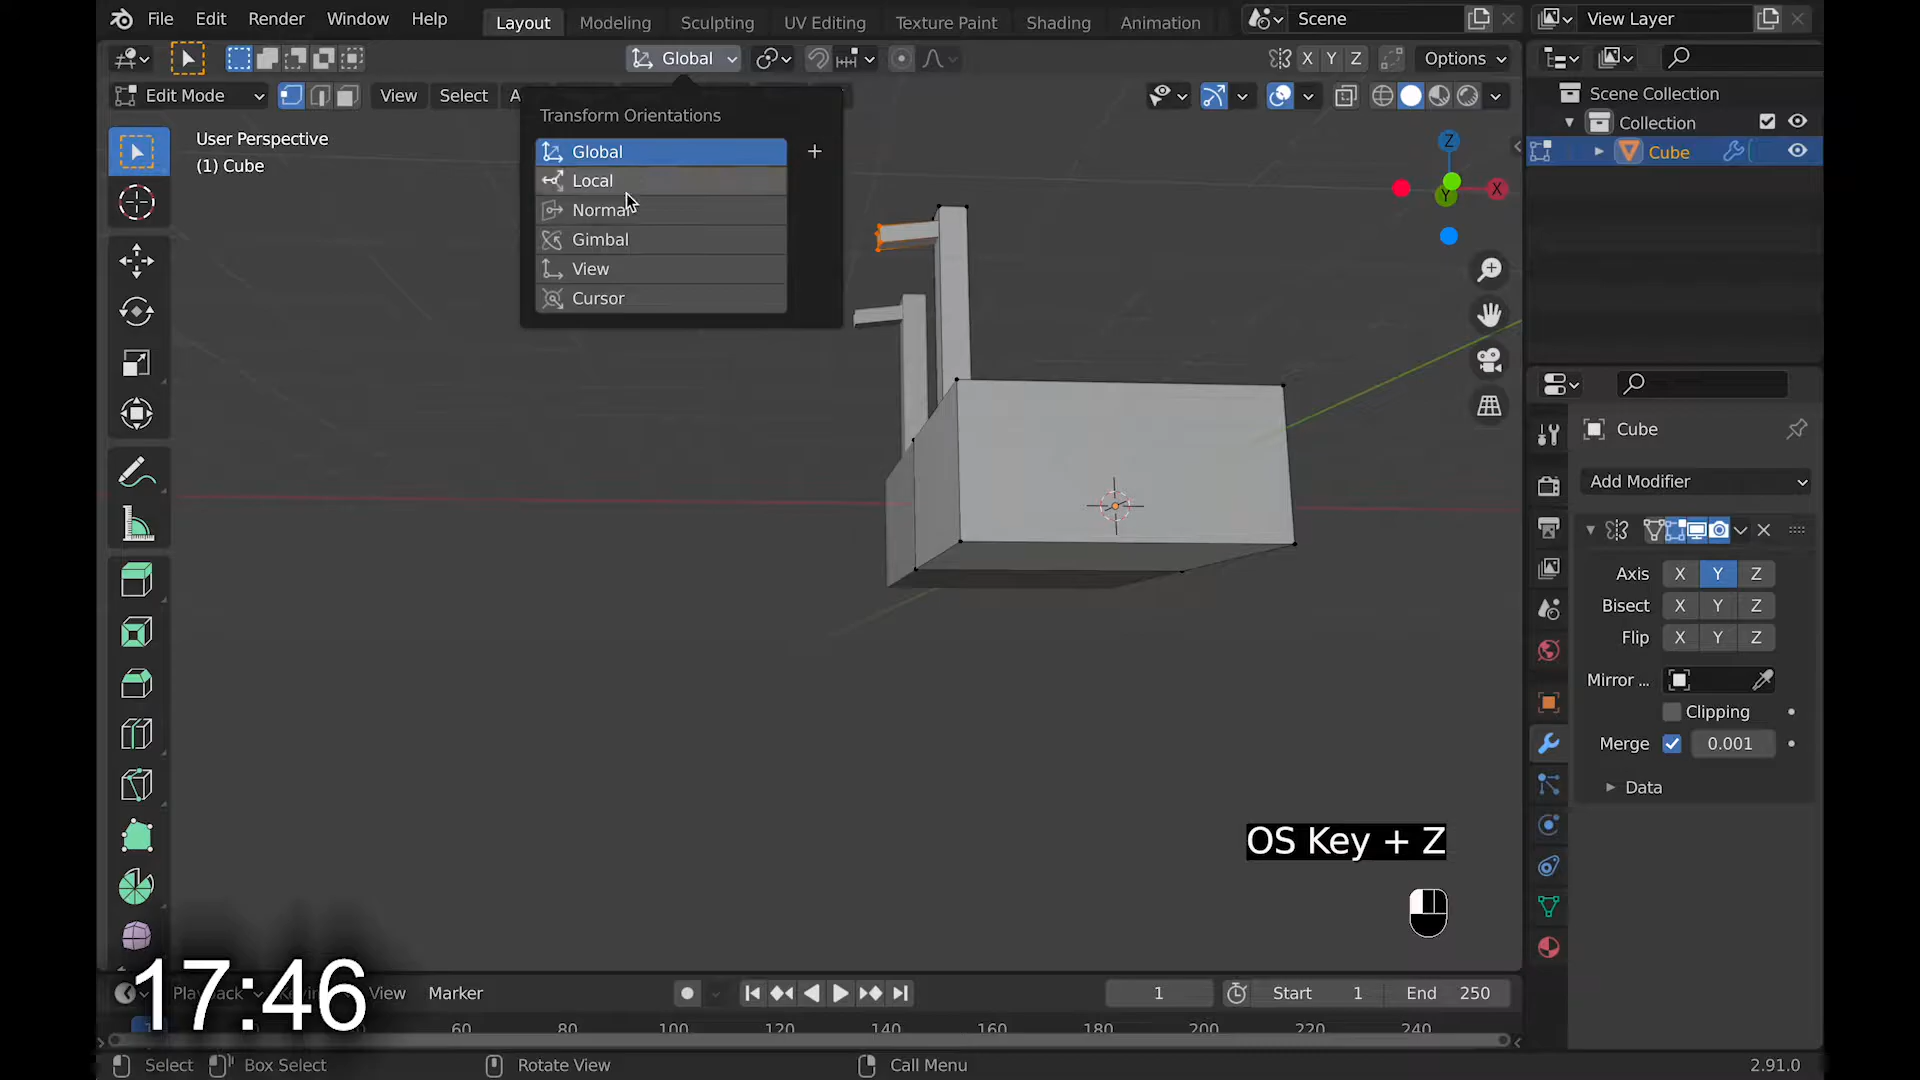 File Edit Render Window Help Layout Modeling Sculpting UV Editing Texture Paint Shading Animation Scene View Layer
Global X Y Z Options
Edit Mode View Select A
Transform Orientations
Global
Local
Normal
Gimbal
View
Cursor
User Perspective
(1) Cube
Z
X
Y
Scene Collection
Collection
Cube
Cube
Add Modifier
Axis X Y Z
Bisect X Y Z
Flip X Y Z
Mirror ...
Clipping
Merge 0.001
Data
OS Key + Z
17:46
Playback View Marker 1 Start 1 End 250
60 80 100 120 140 160 180 200 220 240
Select Box Select Rotate View Call Menu 2.91.0